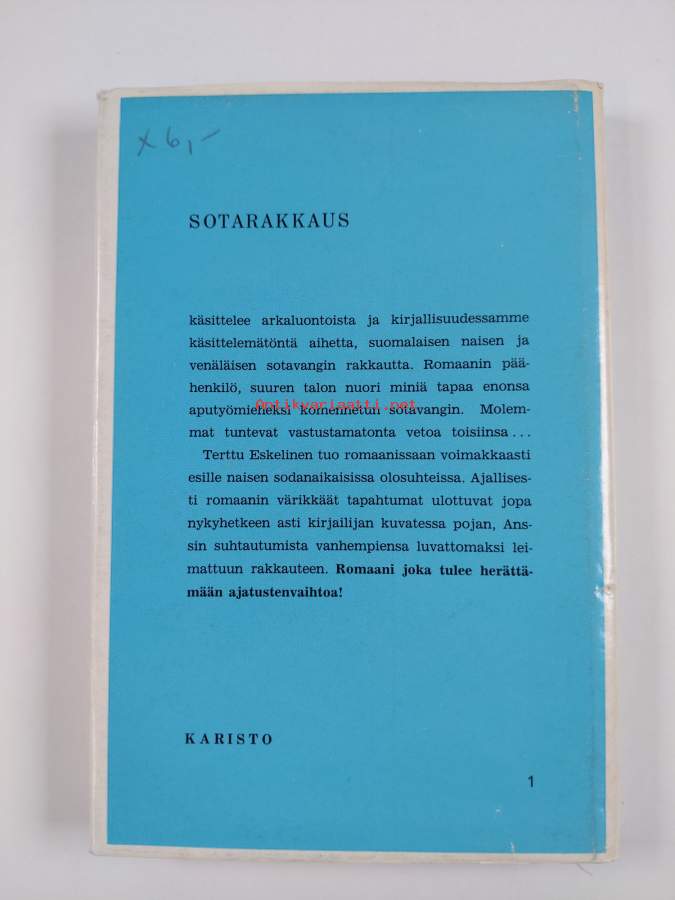 x 6,-
SOTARAKKAUS
käsittelee arkaluontoista ja kirjallisuudessamme
käsittelemätöntä aihetta, suomalaisen naisen ja
venäläisen sotavangin rakkautta. Romaanin pää-
henkilö, suuren talon nuori miniä tapaa enonsa
aputyömieheksi komennetun sotavangin. Molem-
Antikvariaatti.net
mat tuntevat vastustamatonta vetoa toisiinsa...
Terttu Eskelinen tuo romaanissaan voimakkaasti
esille naisen sodanaikaisissa olosuhteissa. Ajallises-
ti romaanin värikkäät tapahtumat ulottuvat jopa
nykyhetkeen asti kirjailijan kuvatessa pojan, Ans-
sin suhtautumista vanhempiensa luvattomaksi lei-
mattuun rakkauteen. Romaani joka tulee herättä-
mään ajatustenvaihtoa!
KARISTO
1